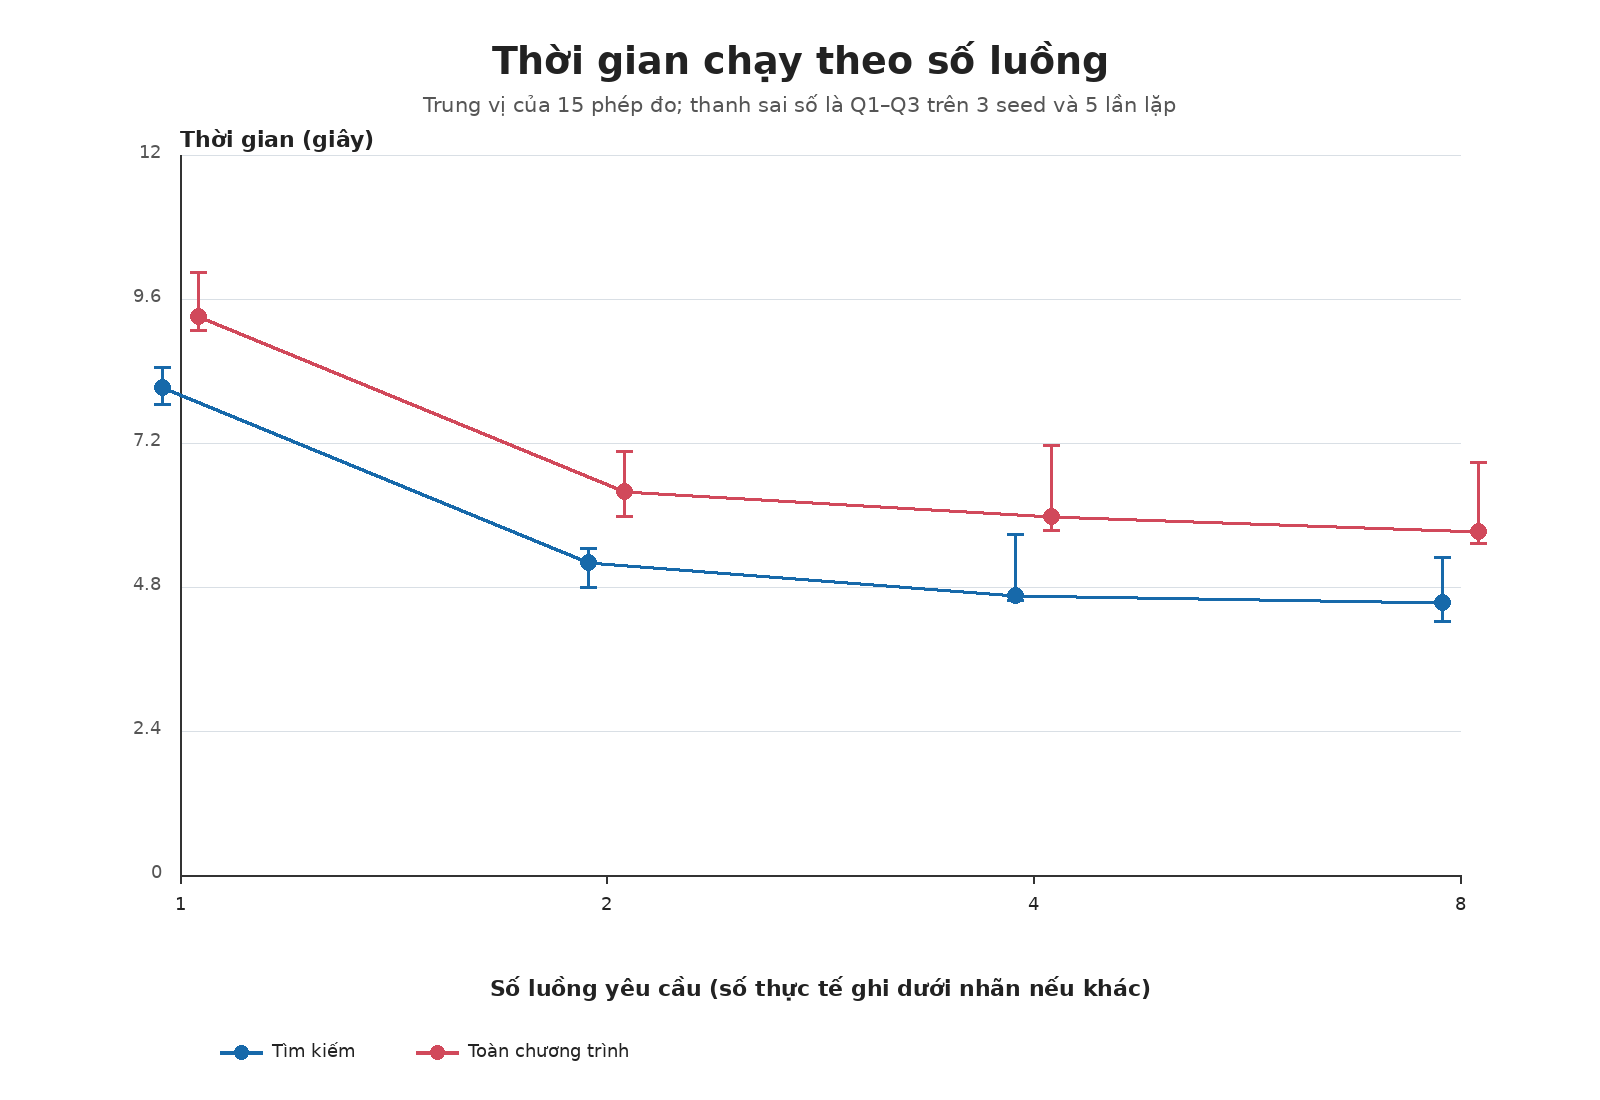 Thời gian chạy theo số luồng
Trung vị của 15 phép đo; thanh sai số là Q1–Q3 trên 3 seed và 5 lần lặp
Thời gian (giây)
12
9.6
7.2
4.8
2.4
0
1 2 4 8
Số luồng yêu cầu (số thực tế ghi dưới nhãn nếu khác)
Tìm kiếm Toàn chương trình